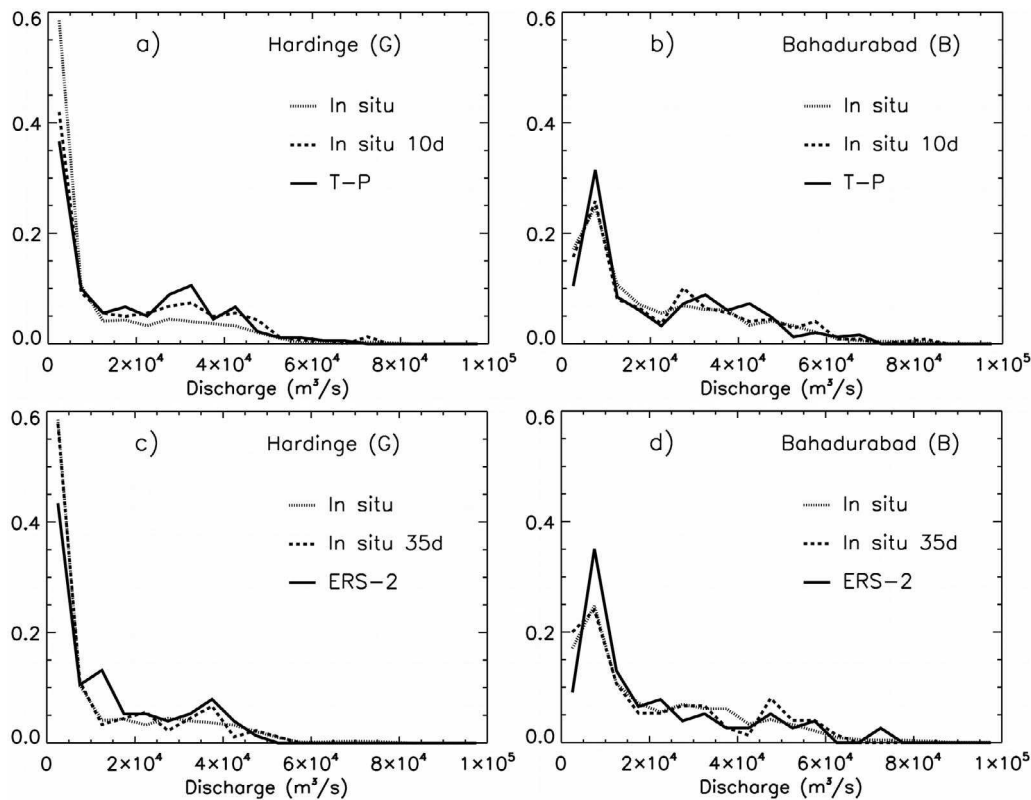 0.6
a)
Hardinge (G)
In situ
In situ 10d
T-P
0.4
0.2
0.0
0
2×10⁴
4×10⁴
6×10⁴
8×10⁴
1×10⁵
Discharge (m³/s)
0.6
b)
Bahadurabad (B)
In situ
In situ 10d
T-P
0.4
0.2
0.0
0
2×10⁴
4×10⁴
6×10⁴
8×10⁴
1×10⁵
Discharge (m³/s)
0.6
c)
Hardinge (G)
In situ
In situ 35d
ERS-2
0.4
0.2
0.0
0
2×10⁴
4×10⁴
6×10⁴
8×10⁴
1×10⁵
Discharge (m³/s)
0.6
d)
Bahadurabad (B)
In situ
In situ 35d
ERS-2
0.4
0.2
0.0
0
2×10⁴
4×10⁴
6×10⁴
8×10⁴
1×10⁵
Discharge (m³/s)